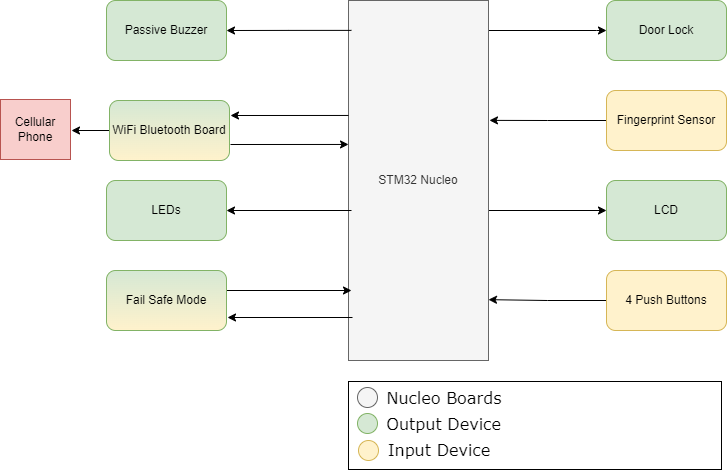 Passive Buzzer
Door Lock
Cellular
Phone
WiFi Bluetooth Board
Fingerprint Sensor
STM32 Nucleo
LEDs
LCD
Fail Safe Mode
4 Push Buttons
Nucleo Boards
Output Device
Input Device